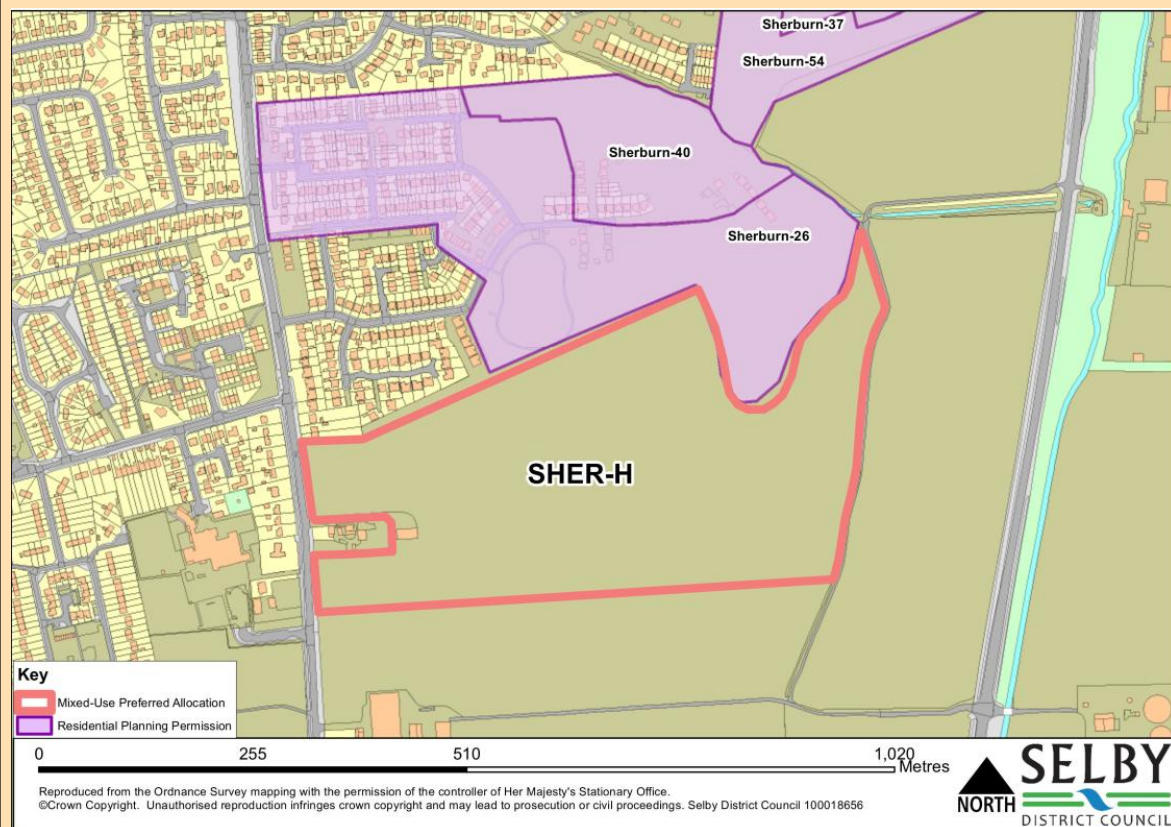 Sherburn-37
Sherburn-54
Sherburn-40
Sherburn-26
SHER-H
Key
Mixed-Use Preferred Allocation
Residential Planning Permission
0 255 510 1,020
Metres
Reproduced from the Ordnance Survey mapping with the permission of the controller of Her Majesty's Stationary Office.
©Crown Copyright. Unauthorised reproduction infringes crown copyright and may lead to prosecution or civil proceedings. Selby District Council 100018656
NORTH
SELBY
DISTRICT COUNCIL